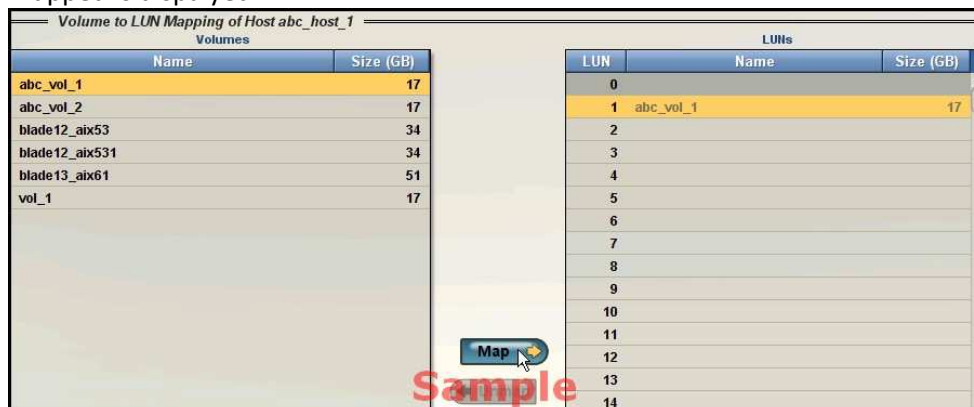 Volume to LUN Mapping of Host abc_host_1
Volumes
Name Size (GB)
abc_vol_1 17
abc_vol_2 17
blade12_aix53 34
blade12_aix531 34
blade13_aix61 51
vol_1 17
LUNs
LUN Name Size (GB)
0
1 abc_vol_1 17
2
3
4
5
6
7
8
9
10
11
12
13
14
Map
Unmap
Sample